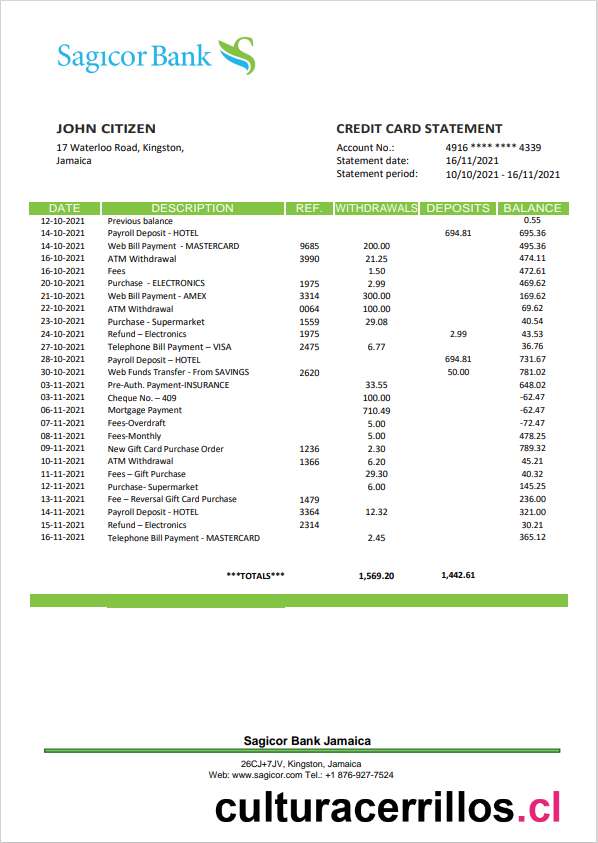 Sagicor Bank
JOHN CITIZEN
17 Waterloo Road, Kingston,
Jamaica
CREDIT CARD STATEMENT
Account No.: 4916 **** **** 4339
Statement date: 16/11/2021
Statement period: 10/10/2021 - 16/11/2021
DATE DESCRIPTION REF. WITHDRAWALS DEPOSITS BALANCE
12-10-2021 Previous balance 0.55
14-10-2021 Payroll Deposit - HOTEL 694.81 695.36
14-10-2021 Web Bill Payment - MASTERCARD 9685 200.00 495.36
16-10-2021 ATM Withdrawal 3990 21.25 474.11
16-10-2021 Fees 1.50 472.61
20-10-2021 Purchase - ELECTRONICS 1975 2.99 469.62
21-10-2021 Web Bill Payment - AMEX 3314 300.00 169.62
22-10-2021 ATM Withdrawal 0064 100.00 69.62
23-10-2021 Purchase - Supermarket 1559 29.08 40.54
24-10-2021 Refund – Electronics 1975 2.99 43.53
27-10-2021 Telephone Bill Payment – VISA 2475 6.77 36.76
28-10-2021 Payroll Deposit – HOTEL 694.81 731.67
30-10-2021 Web Funds Transfer - From SAVINGS 2620 50.00 781.02
03-11-2021 Pre-Auth. Payment-INSURANCE 33.55 648.02
03-11-2021 Cheque No. – 409 100.00 -62.47
06-11-2021 Mortgage Payment 710.49 -62.47
07-11-2021 Fees-Overdraft 5.00 -72.47
08-11-2021 Fees-Monthly 5.00 478.25
09-11-2021 New Gift Card Purchase Order 1236 2.30 789.32
10-11-2021 ATM Withdrawal 1366 6.20 45.21
11-11-2021 Fees – Gift Purchase 29.30 40.32
12-11-2021 Purchase- Supermarket 6.00 145.25
13-11-2021 Fee – Reversal Gift Card Purchase 1479 236.00
14-11-2021 Payroll Deposit - HOTEL 3364 12.32 321.00
15-11-2021 Refund – Electronics 2314 30.21
16-11-2021 Telephone Bill Payment - MASTERCARD 2.45 365.12
***TOTALS*** 1,569.20 1,442.61
Sagicor Bank Jamaica
26CJ+7JV, Kingston, Jamaica
Web: www.sagicor.com Tel.: +1 876-927-7524
culturacerrillos.cl